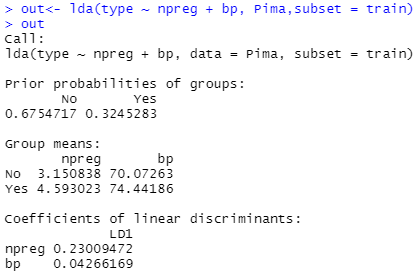 > out<- lda(type ~ npreg + bp, Pima,subset = train)
> out
Call:
lda(type ~ npreg + bp, data = Pima, subset = train)

Prior probabilities of groups:
       No       Yes
0.6754717 0.3245283

Group means:
       npreg       bp
No  3.150838 70.07263
Yes 4.593023 74.44186

Coefficients of linear discriminants:
             LD1
npreg 0.23009472
bp    0.04266169